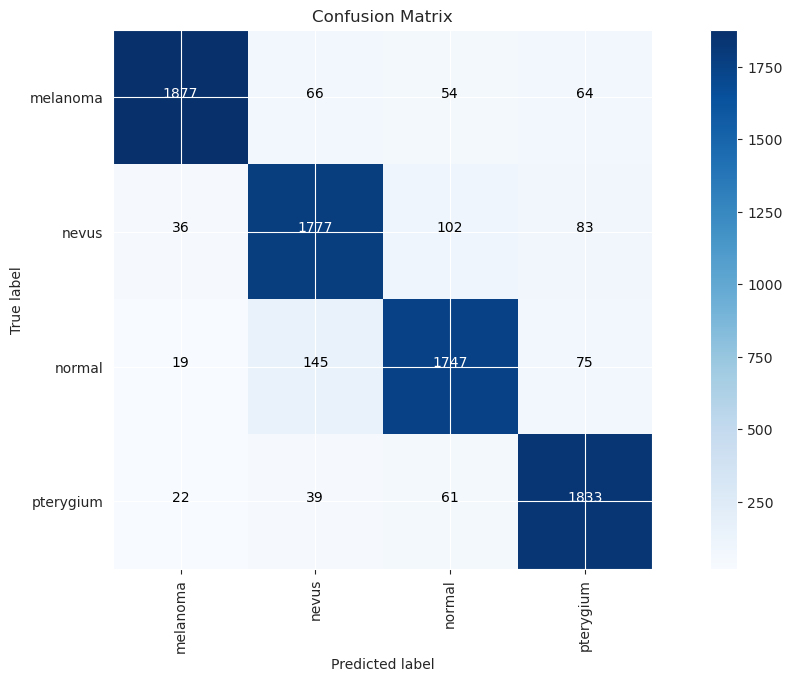 Confusion Matrix
True label
melanoma 1877 66 54 64
nevus 36 1777 102 83
normal 19 145 1747 75
pterygium 22 39 61 1833
melanoma
nevus
normal
pterygium
Predicted label
1750
1500
1250
1000
750
500
250